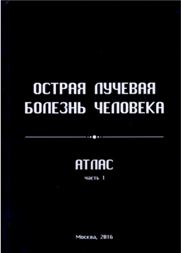 ОСТРАЯ ЛУЧЕВАЯ
БОЛЕЗНЬ ЧЕЛОВЕКА
АТЛАС
часть 1
Москва, 2016